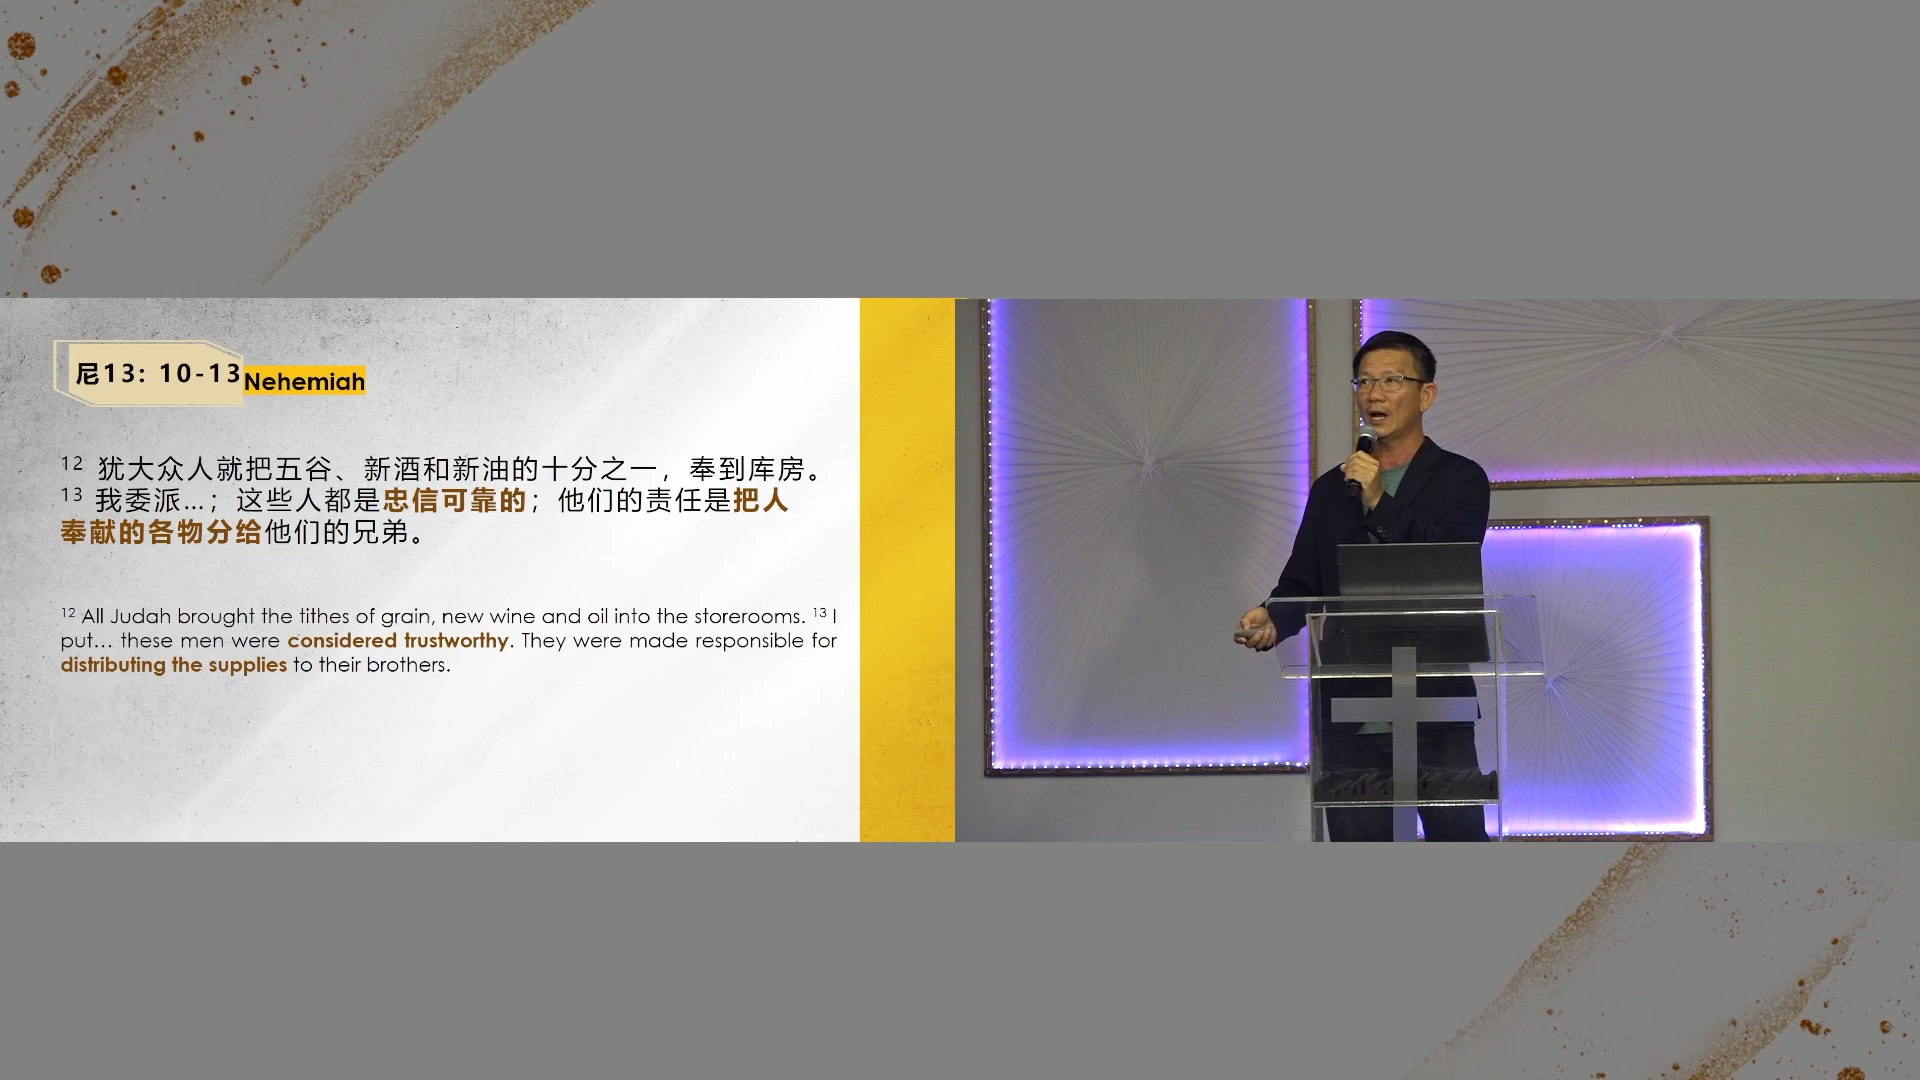 尼13: 10-13
Nehemiah
12 犹大众人就把五谷、新酒和新油的十分之一，奉到库房。
13 我委派...；这些人都是忠信可靠的；他们的责任是把人
奉献的各物分给他们的兄弟。
12 All Judah brought the tithes of grain, new wine and oil into the storerooms. 13 I
put... these men were considered trustworthy. They were made responsible for
distributing the supplies to their brothers.